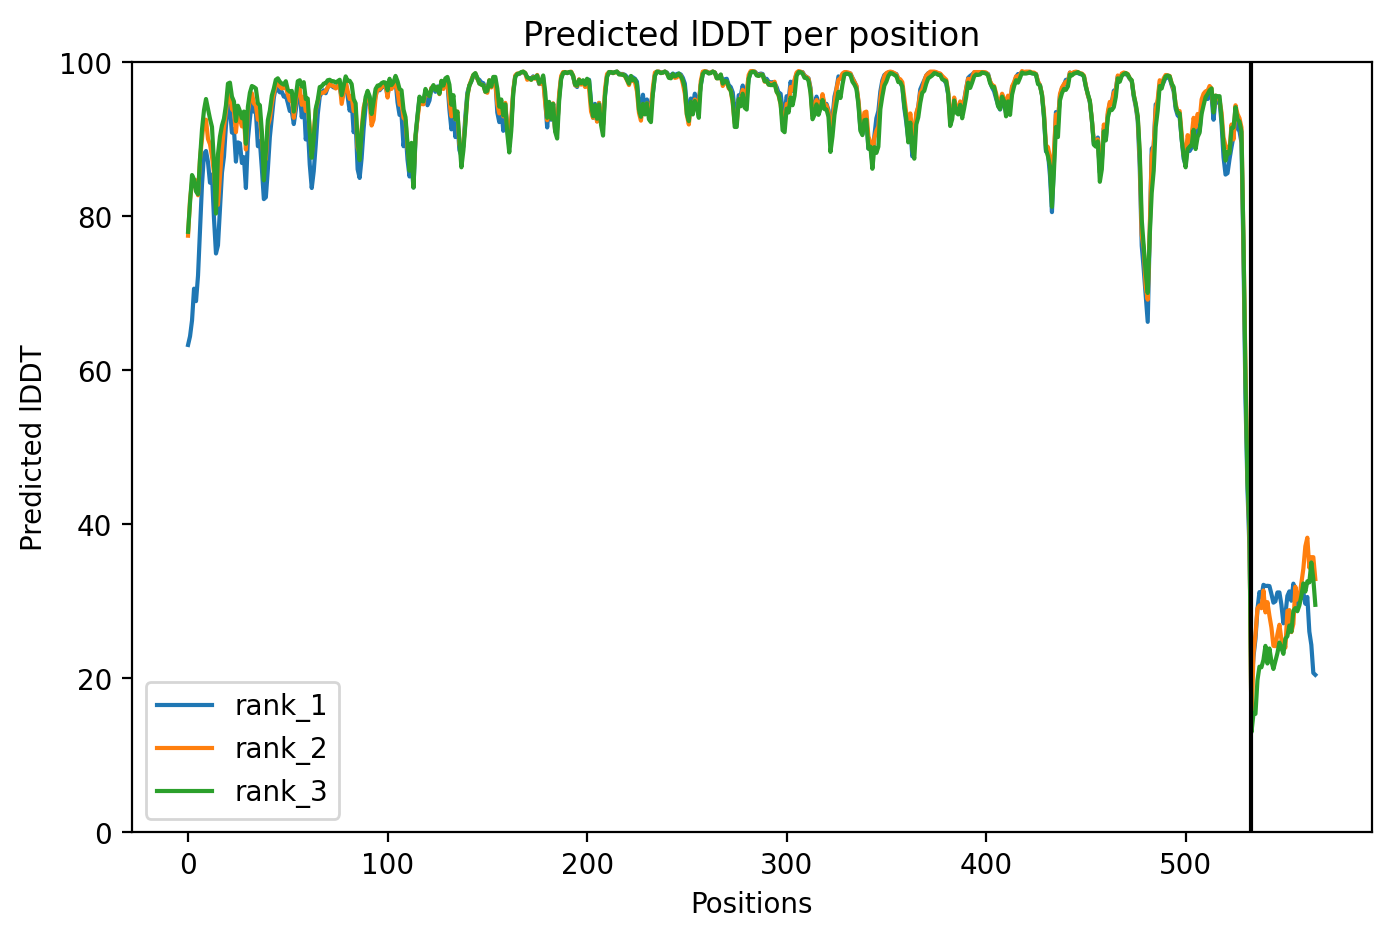 Predicted lDDT per position
100
80
60
40
20
0
Predicted lDDT
rank_1
rank_2
rank_3
0 100 200 300 400 500
Positions